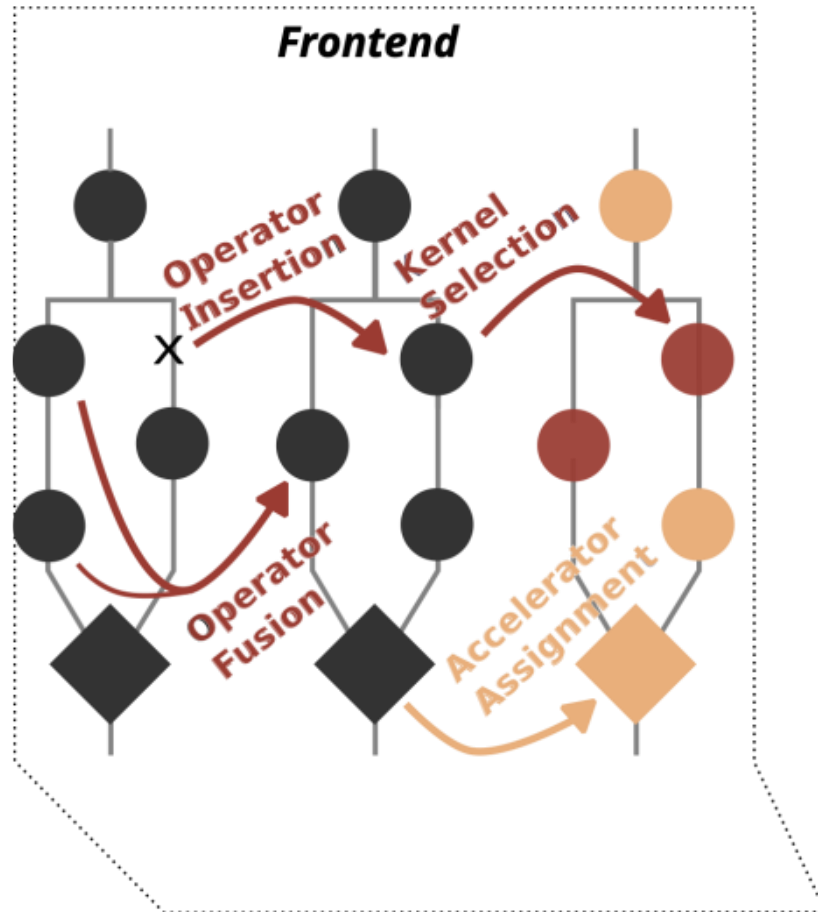 Frontend
Operator
Insertion
Kernel
Selection
X
Operator
Fusion
Accelerator
Assignment